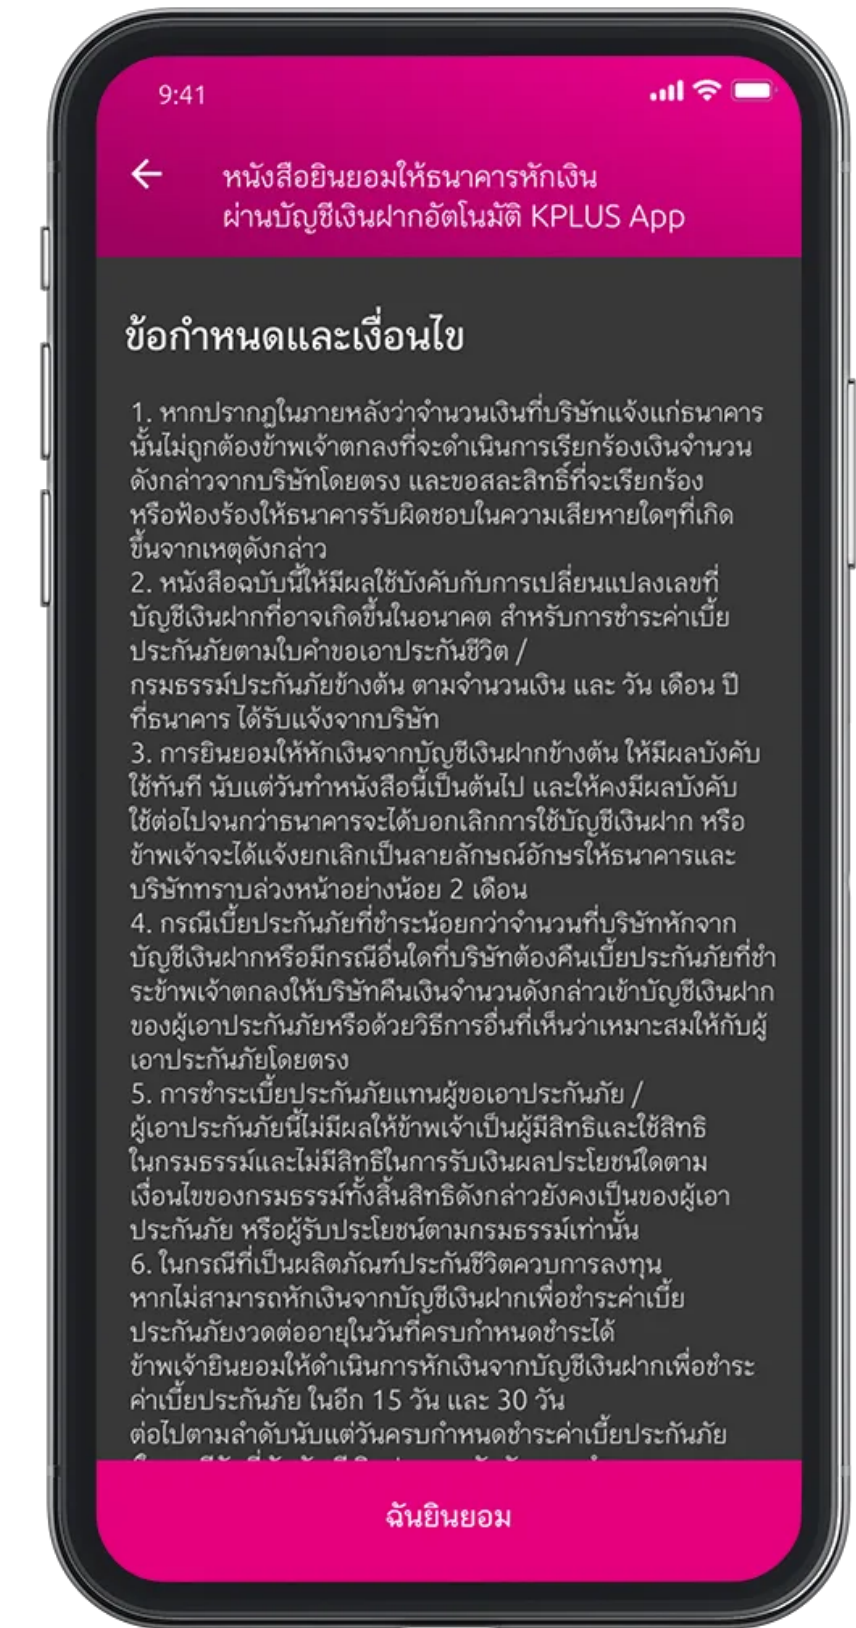 9:41
หนังสือยินยอมให้ธนาคารหักเงิน
ผ่านบัญชีเงินฝากอัตโนมัติ KPLUS App
ข้อกำหนดและเงื่อนไข
1. หากปรากฏในภายหลังว่าจำนวนเงินที่บริษัทแจ้งแก่ธนาคาร
นั้นไม่ถูกต้องข้าพเจ้าตกลงที่จะดำเนินการเรียกร้องเงินจำนวน
ดังกล่าวจากบริษัทโดยตรง และขอสละสิทธิ์ที่จะเรียกร้อง
หรือฟ้องร้องให้ธนาคารรับผิดชอบในความเสียหายใดๆที่เกิด
ขึ้นจากเหตุดังกล่าว
2. หนังสือฉบับนี้ให้มีผลใช้บังคับกับการเปลี่ยนแปลงเลขที่
บัญชีเงินฝากที่อาจเกิดขึ้นในอนาคต สำหรับการชำระค่าเบี้ย
ประกันภัยตามใบคำขอเอาประกันชีวิต /
กรมธรรม์ประกันภัยข้างต้น ตามจำนวนเงิน และ วัน เดือน ปี
ที่ธนาคาร ได้รับแจ้งจากบริษัท
3. การยินยอมให้หักเงินจากบัญชีเงินฝากข้างต้น ให้มีผลบังคับ
ใช้ทันที นับแต่วันทำหนังสือนี้เป็นต้นไป และให้คงมีผลบังคับ
ใช้ต่อไปจนกว่าธนาคารจะได้บอกเลิกการใช้บัญชีเงินฝาก หรือ
ข้าพเจ้าจะได้แจ้งยกเลิกเป็นลายลักษณ์อักษรให้ธนาคารและ
บริษัททราบล่วงหน้าอย่างน้อย 2 เดือน
4. กรณีเบี้ยประกันภัยที่ชำระน้อยกว่าจำนวนที่บริษัทหักจาก
บัญชีเงินฝากหรือมีกรณีอื่นใดที่บริษัทต้องคืนเบี้ยประกันภัยที่ชำ
ระข้าพเจ้าตกลงให้บริษัทคืนเงินจำนวนดังกล่าวเข้าบัญชีเงินฝาก
ของผู้เอาประกันภัยหรือด้วยวิธีการอื่นที่เห็นว่าเหมาะสมให้กับผู้
เอาประกันภัยโดยตรง
5. การชำระเบี้ยประกันภัยแทนผู้ขอเอาประกันภัย /
ผู้เอาประกันภัยนี้ไม่มีผลให้ข้าพเจ้าเป็นผู้มีสิทธิและใช้สิทธิ
ในกรมธรรม์และไม่มีสิทธิในการรับเงินผลประโยชน์ใดตาม
เงื่อนไขของกรมธรรม์ทั้งสิ้นสิทธิดังกล่าวยังคงเป็นของผู้เอา
ประกันภัย หรือผู้รับประโยชน์ตามกรมธรรม์เท่านั้น
6. ในกรณีที่เป็นผลิตภัณฑ์ประกันชีวิตควบการลงทุน
หากไม่สามารถหักเงินจากบัญชีเงินฝากเพื่อชำระค่าเบี้ย
ประกันภัยงวดต่ออายุในวันที่ครบกำหนดชำระได้
ข้าพเจ้ายินยอมให้ดำเนินการหักเงินจากบัญชีเงินฝากเพื่อชำระ
ค่าเบี้ยประกันภัย ในอีก 15 วัน และ 30 วัน
ต่อไปตามลำดับนับแต่วันครบกำหนดชำระค่าเบี้ยประกันภัย
ฉันยินยอม